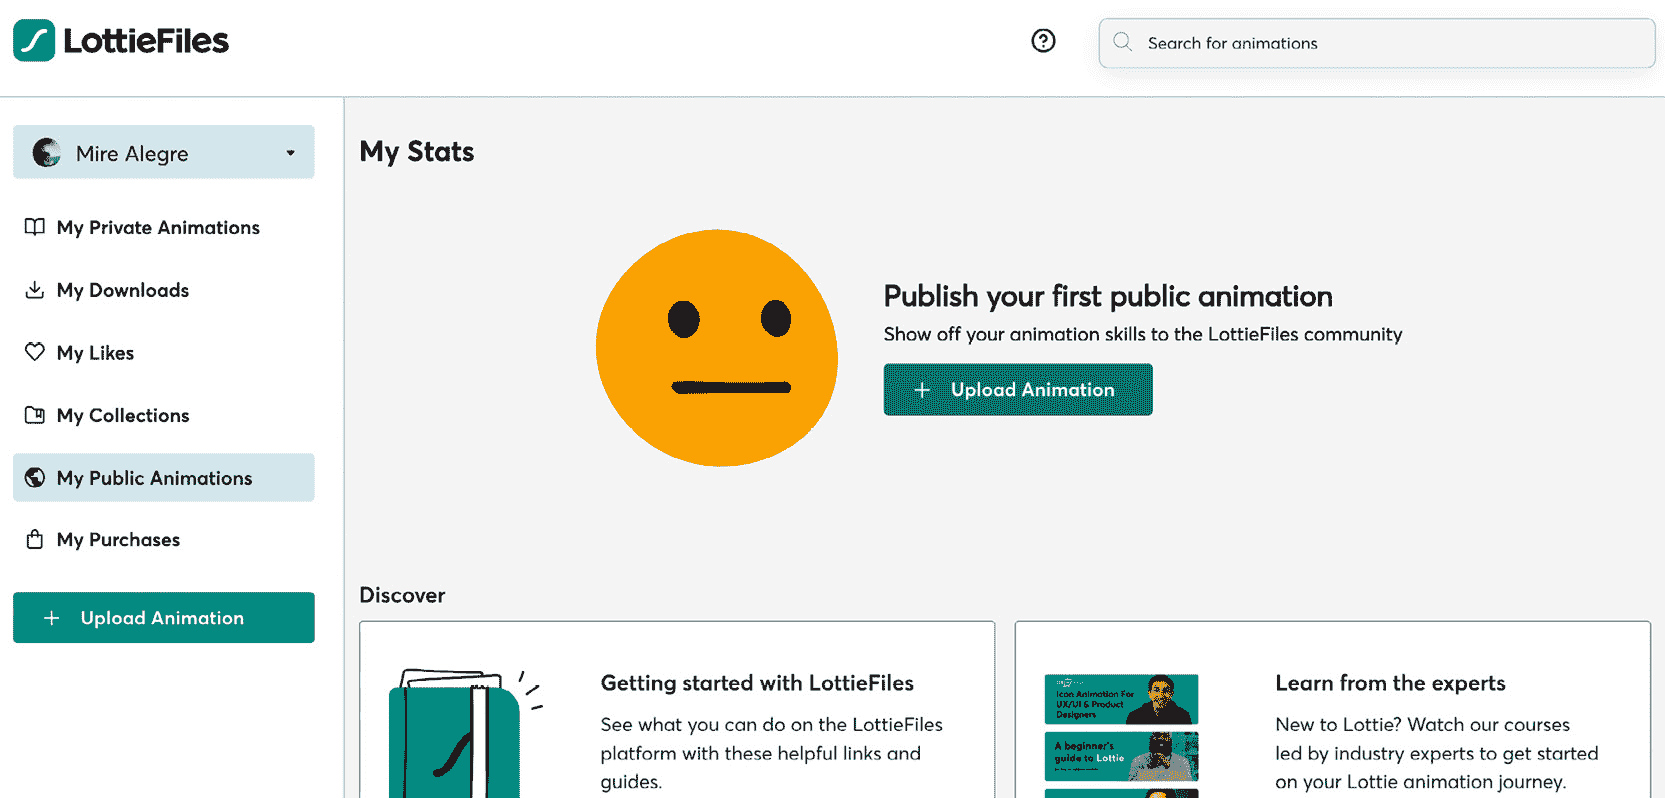 LottieFiles
Search for animations
Mire Alegre
My Private Animations
My Downloads
My Likes
My Collections
My Public Animations
My Purchases
+ Upload Animation
My Stats
Publish your first public animation
Show off your animation skills to the LottieFiles community
+ Upload Animation
Discover
Getting started with LottieFiles
See what you can do on the LottieFiles
platform with these helpful links and
guides.
Icon Animation For
UX/UI & Product
Designers
A beginner's
guide to Lottie
Learn from the experts
New to Lottie? Watch our courses
led by industry experts to get started
on your Lottie animation journey.